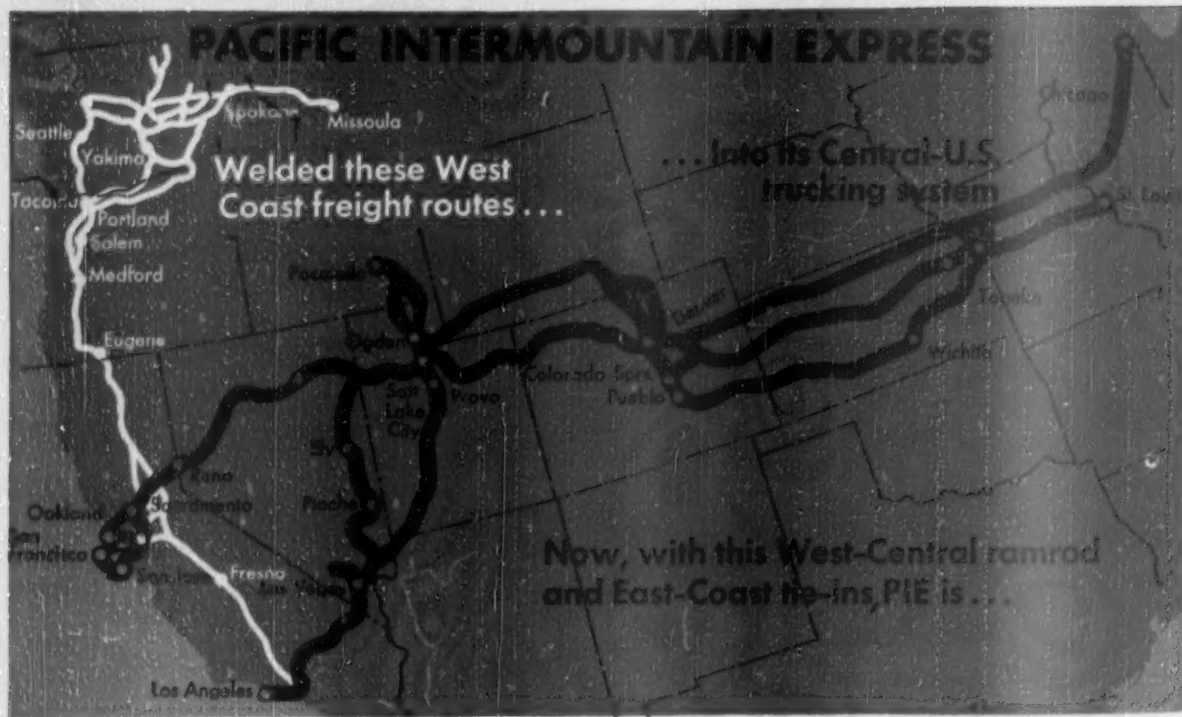 PACIFIC INTERMOUNTAIN EXPRESS
Chicago
Spokane
Missoula
Seattle
Yakima
Welded these West
Coast freight routes ...
... Into its Central-U.S.
trucking system
Tacoma
Portland
Salem
St. Louis
Medford
Pocatello
Denver
Topeka
Eugene
Ogden
Wichita
Colorado Sprs.
Pueblo
Salt
Lake
City
Provo
Ely
Reno
Pioche
Sacramento
Oakland
San
Francisco
San Jose
Fresno
Las Vegas
Now, with this West-Central ramrod
and East-Coast tie-ins, PIE is ...
Los Angeles